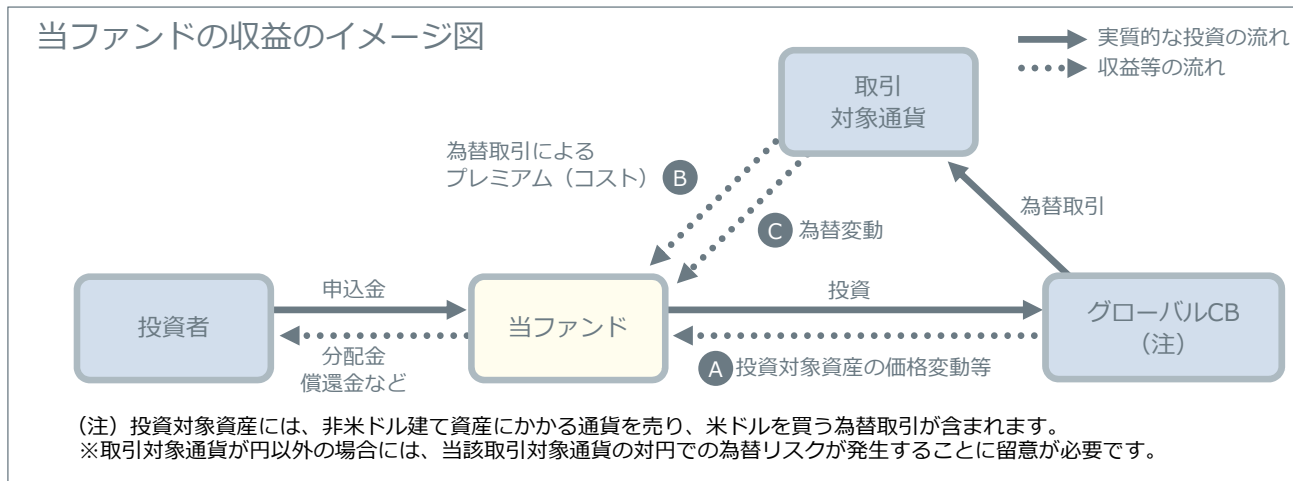 当ファンドの収益のイメージ図
実質的な投資の流れ
収益等の流れ
取引
対象通貨
為替取引による
プレミアム（コスト）
B
C
為替変動
為替取引
投資者
申込金
分配金
償還金など
当ファンド
投資
A
投資対象資産の価格変動等
グローバルCB
（注）
（注）投資対象資産には、非米ドル建て資産にかかる通貨を売り、米ドルを買う為替取引が含まれます。
※取引対象通貨が円以外の場合には、当該取引対象通貨の対円での為替リスクが発生することに留意が必要です。